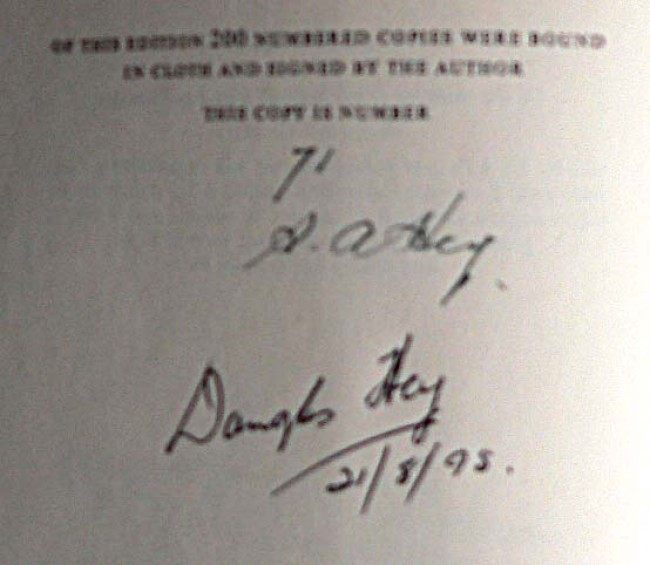 OF THIS EDITION 200 NUMBERED COPIES WERE BOUND
IN CLOTH AND SIGNED BY THE AUTHOR
THIS COPY IS NUMBER
71
S. A Hey.
Douglas Hey
21/8/95.